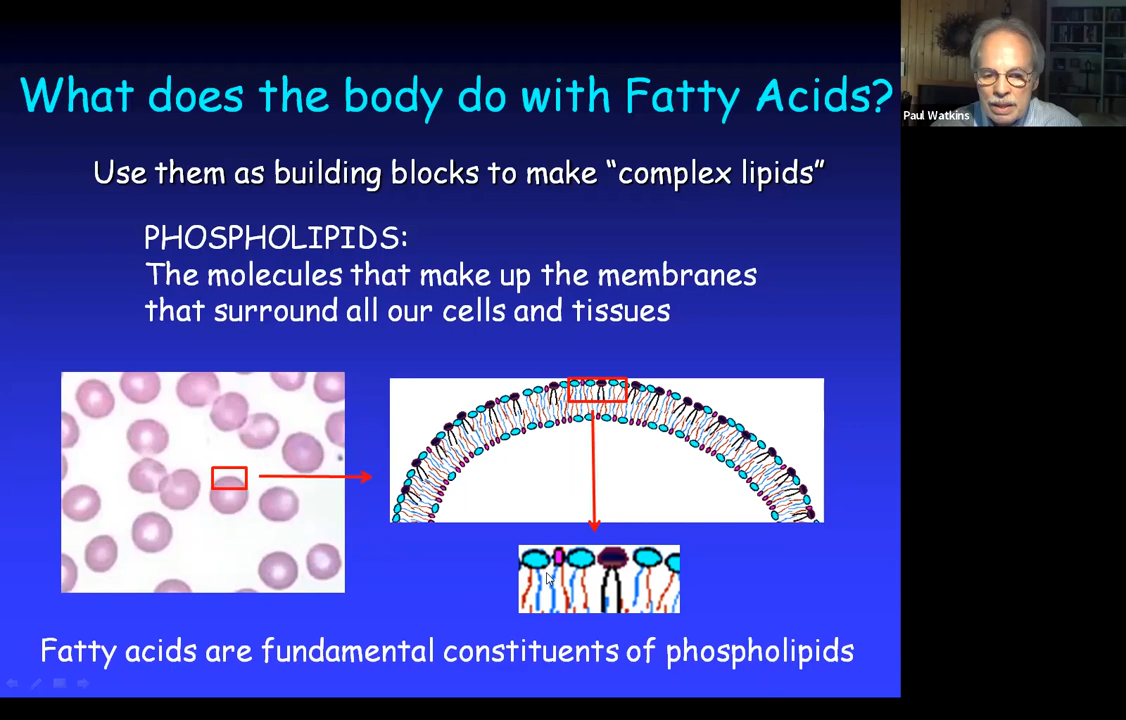 What does the body do with Fatty Acids?
Paul Watkins
Use them as building blocks to make “complex lipids”
PHOSPHOLIPIDS:
The molecules that make up the membranes
that surround all our cells and tissues
Fatty acids are fundamental constituents of phospholipids